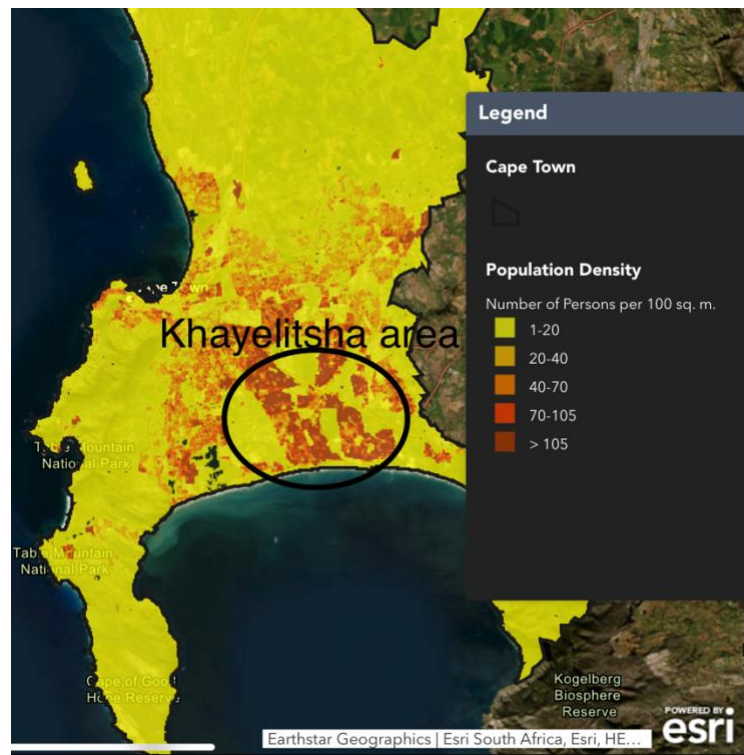 Legend
Cape Town
Population Density
Number of Persons per 100 sq. m.
1-20
20-40
40-70
70-105
> 105
Cape Town
Khayelitsha area
Table Mountain
National Park
Table Mountain
National Park
Cape of Good
Hope Reserve
Kogelberg
Biosphere
Reserve
POWERED BY
esri
Earthstar Geographics | Esri South Africa, Esri, HE...